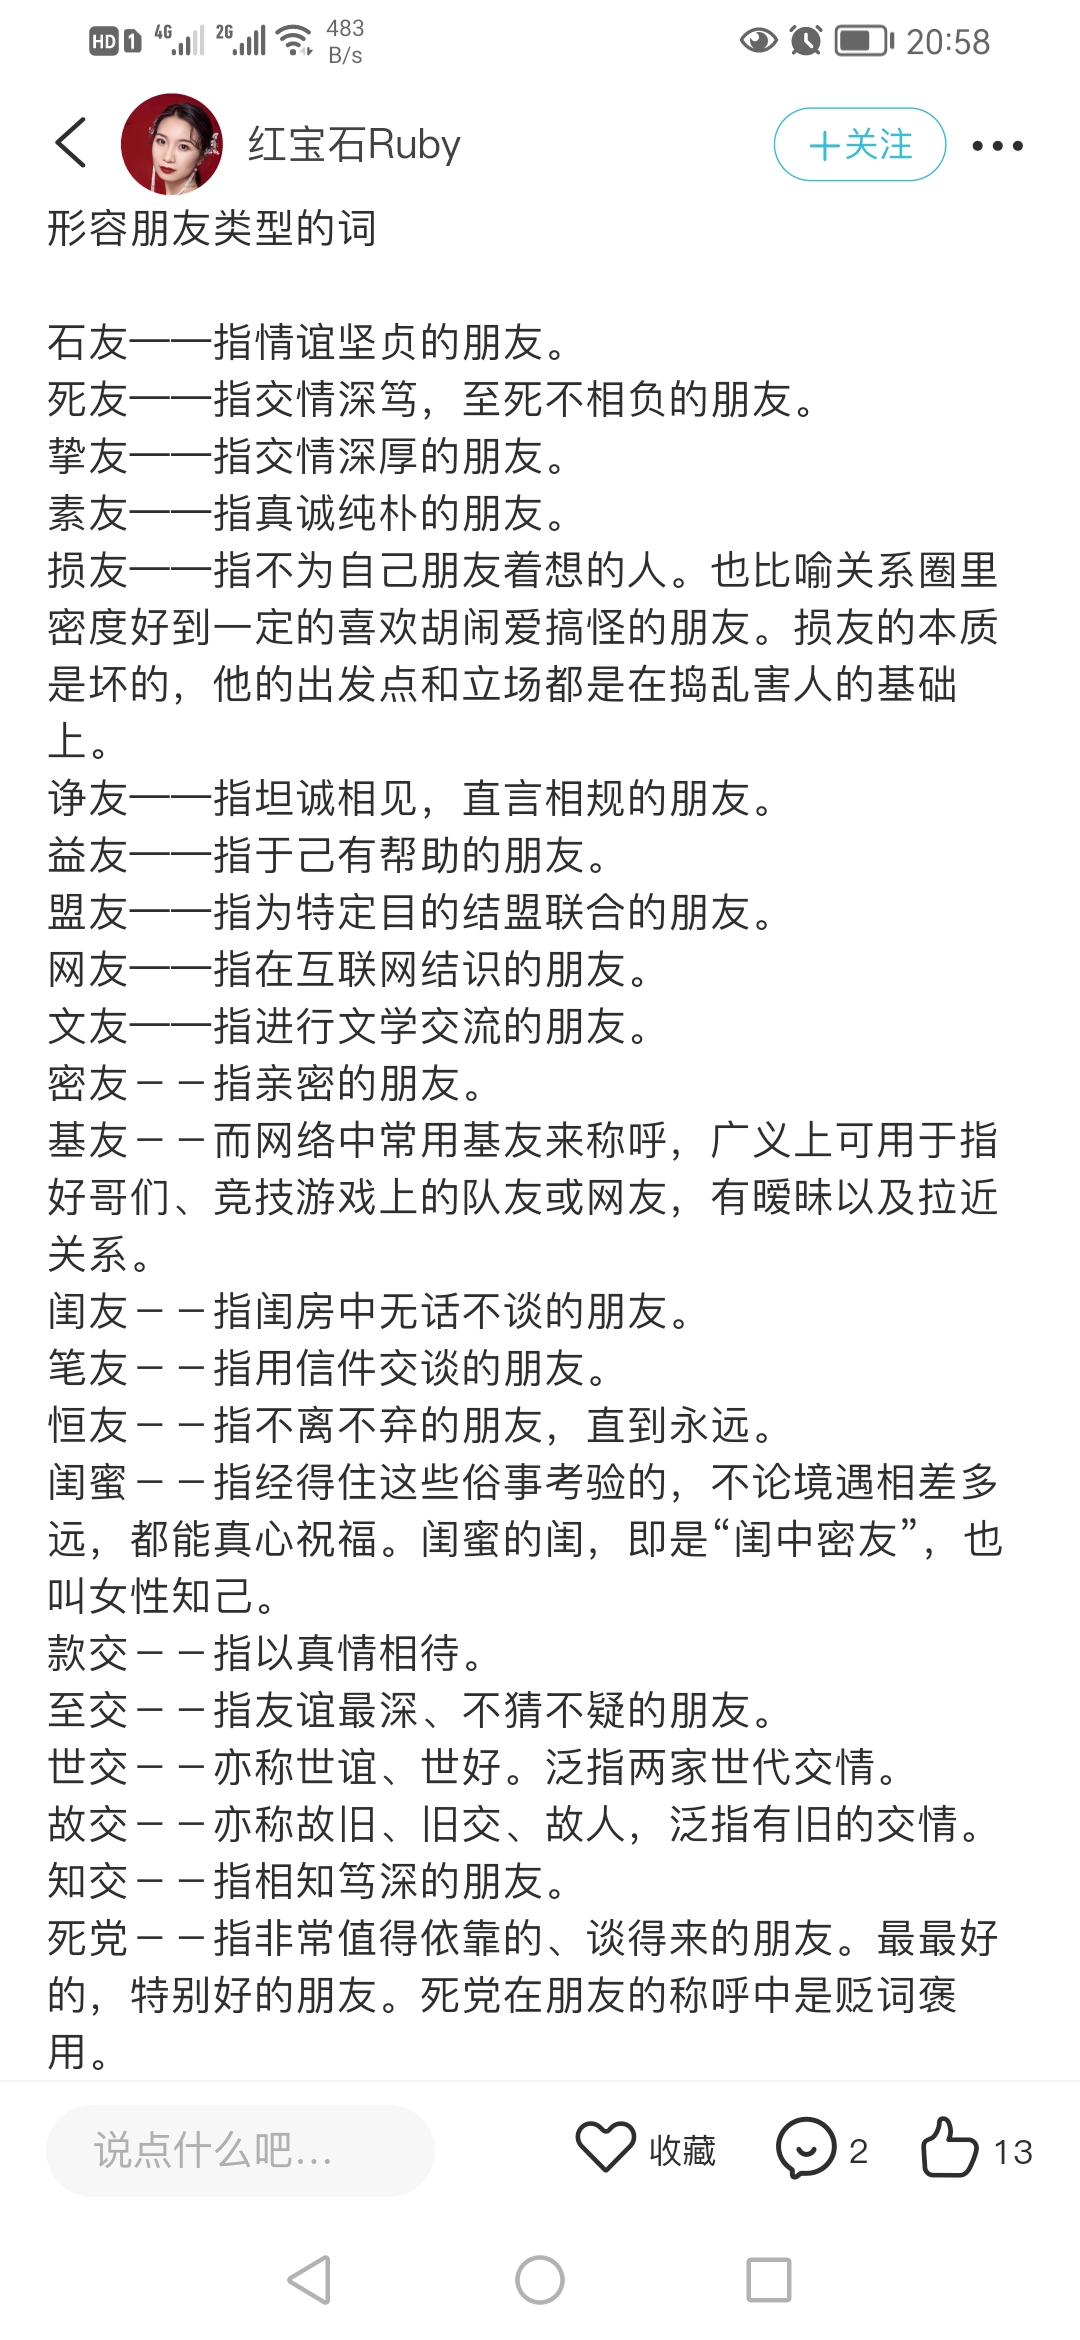 HD 1 4G 2G 483 B/s 20:58
红宝石Ruby
+关注
形容朋友类型的词
石友——指情谊坚贞的朋友。
死友——指交情深笃，至死不相负的朋友。
挚友——指交情深厚的朋友。
素友——指真诚纯朴的朋友。
损友——指不为自己朋友着想的人。也比喻关系圈里
密度好到一定的喜欢胡闹爱搞怪的朋友。损友的本质
是坏的，他的出发点和立场都是在捣乱害人的基础
上。
诤友——指坦诚相见，直言相规的朋友。
益友——指于己有帮助的朋友。
盟友——指为特定目的结盟联合的朋友。
网友——指在互联网结识的朋友。
文友——指进行文学交流的朋友。
密友－－指亲密的朋友。
基友－－而网络中常用基友来称呼，广义上可用于指
好哥们、竞技游戏上的队友或网友，有暧昧以及拉近
关系。
闺友－－指闺房中无话不谈的朋友。
笔友－－指用信件交谈的朋友。
恒友－－指不离不弃的朋友，直到永远。
闺蜜－－指经得住这些俗事考验的，不论境遇相差多
远，都能真心祝福。闺蜜的闺，即是“闺中密友”，也
叫女性知己。
款交－－指以真情相待。
至交－－指友谊最深、不猜不疑的朋友。
世交－－亦称世谊、世好。泛指两家世代交情。
故交－－亦称故旧、旧交、故人，泛指有旧的交情。
知交－－指相知笃深的朋友。
死党－－指非常值得依靠的、谈得来的朋友。最最好
的，特别好的朋友。死党在朋友的称呼中是贬词褒
用。
说点什么吧... 收藏 2 13